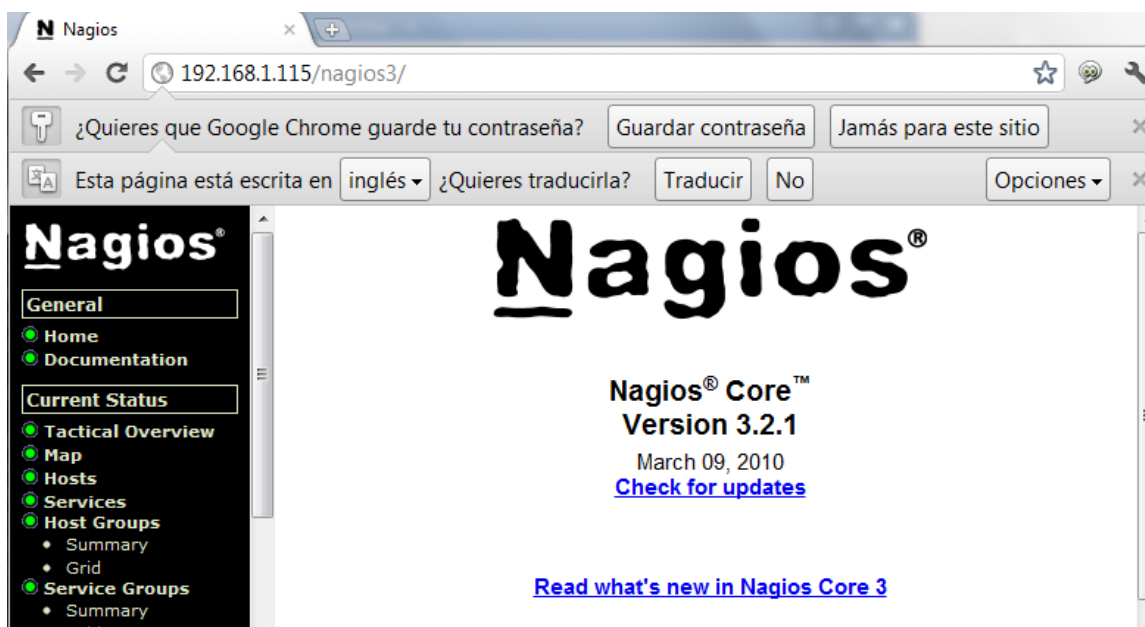 Nagios
192.168.1.115/nagios3/
¿Quieres que Google Chrome guarde tu contraseña? Guardar contraseña Jamás para este sitio
Esta página está escrita en inglés ¿Quieres traducirla? Traducir No Opciones
Nagios®
General
Home
Documentation
Current Status
Tactical Overview
Map
Hosts
Services
Host Groups
• Summary
• Grid
Service Groups
• Summary
Nagios®
Nagios® Core™
Version 3.2.1
March 09, 2010
Check for updates
Read what's new in Nagios Core 3